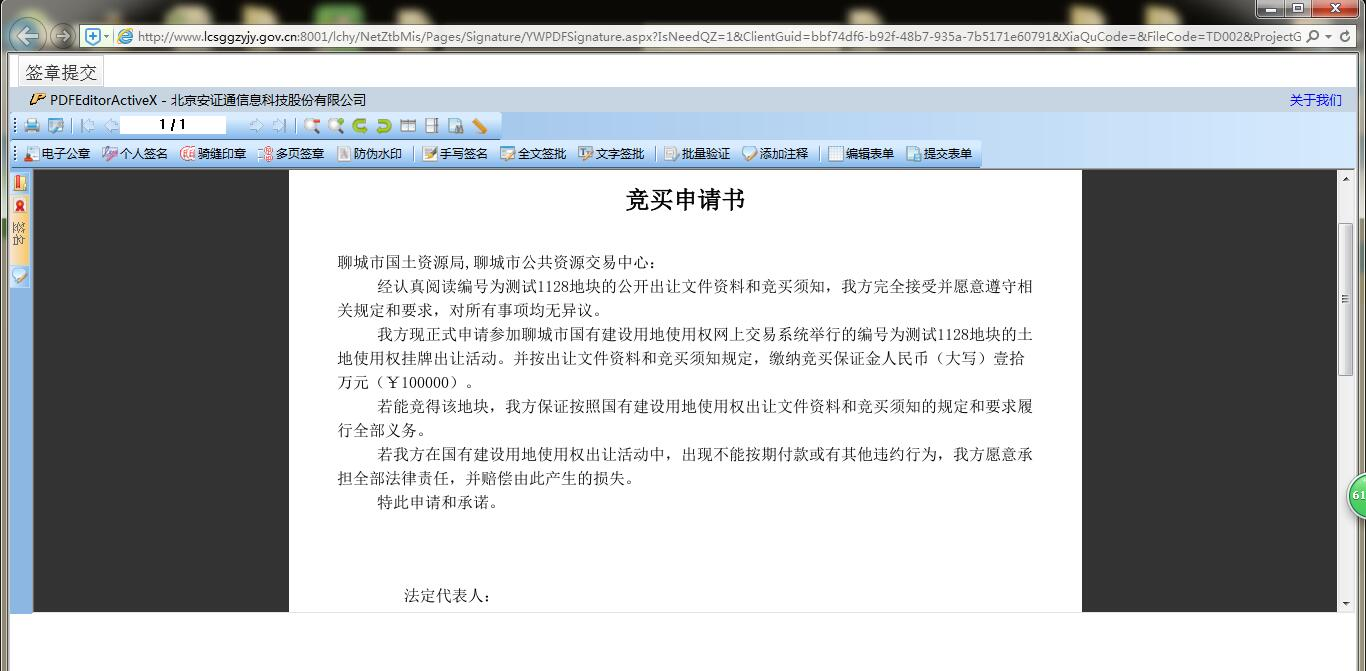 http://www.lcsggzyjy.gov.cn:8001/lchy/NetZtbMis/Pages/Signature/YWPDFSignature.aspx?IsNeedQZ=1&ClientGuid=bbf74df6-b92f-48b7-935a-7b5171e60791&XiaQuCode=&FileCode=TD002&ProjectG
签章提交
PDFEditorActiveX - 北京安证通信息科技股份有限公司 关于我们
1/1
电子公章 个人签名 骑缝印章 多页签章 防伪水印 手写签名 全文签批 文字签批 批量验证 添加注释 编辑表单 提交表单
签名
竞买申请书
聊城市国土资源局,聊城市公共资源交易中心:
经认真阅读编号为测试1128地块的公开出让文件资料和竞买须知，我方完全接受并愿意遵守相
关规定和要求，对所有事项均无异议。
我方现正式申请参加聊城市国有建设用地使用权网上交易系统举行的编号为测试1128地块的土
地使用权挂牌出让活动。并按出让文件资料和竞买须知规定，缴纳竞买保证金人民币（大写）壹拾
万元（￥100000）。
若能竞得该地块，我方保证按照国有建设用地使用权出让文件资料和竞买须知的规定和要求履
行全部义务。
若我方在国有建设用地使用权出让活动中，出现不能按期付款或有其他违约行为，我方愿意承
担全部法律责任，并赔偿由此产生的损失。
特此申请和承诺。
法定代表人:
61